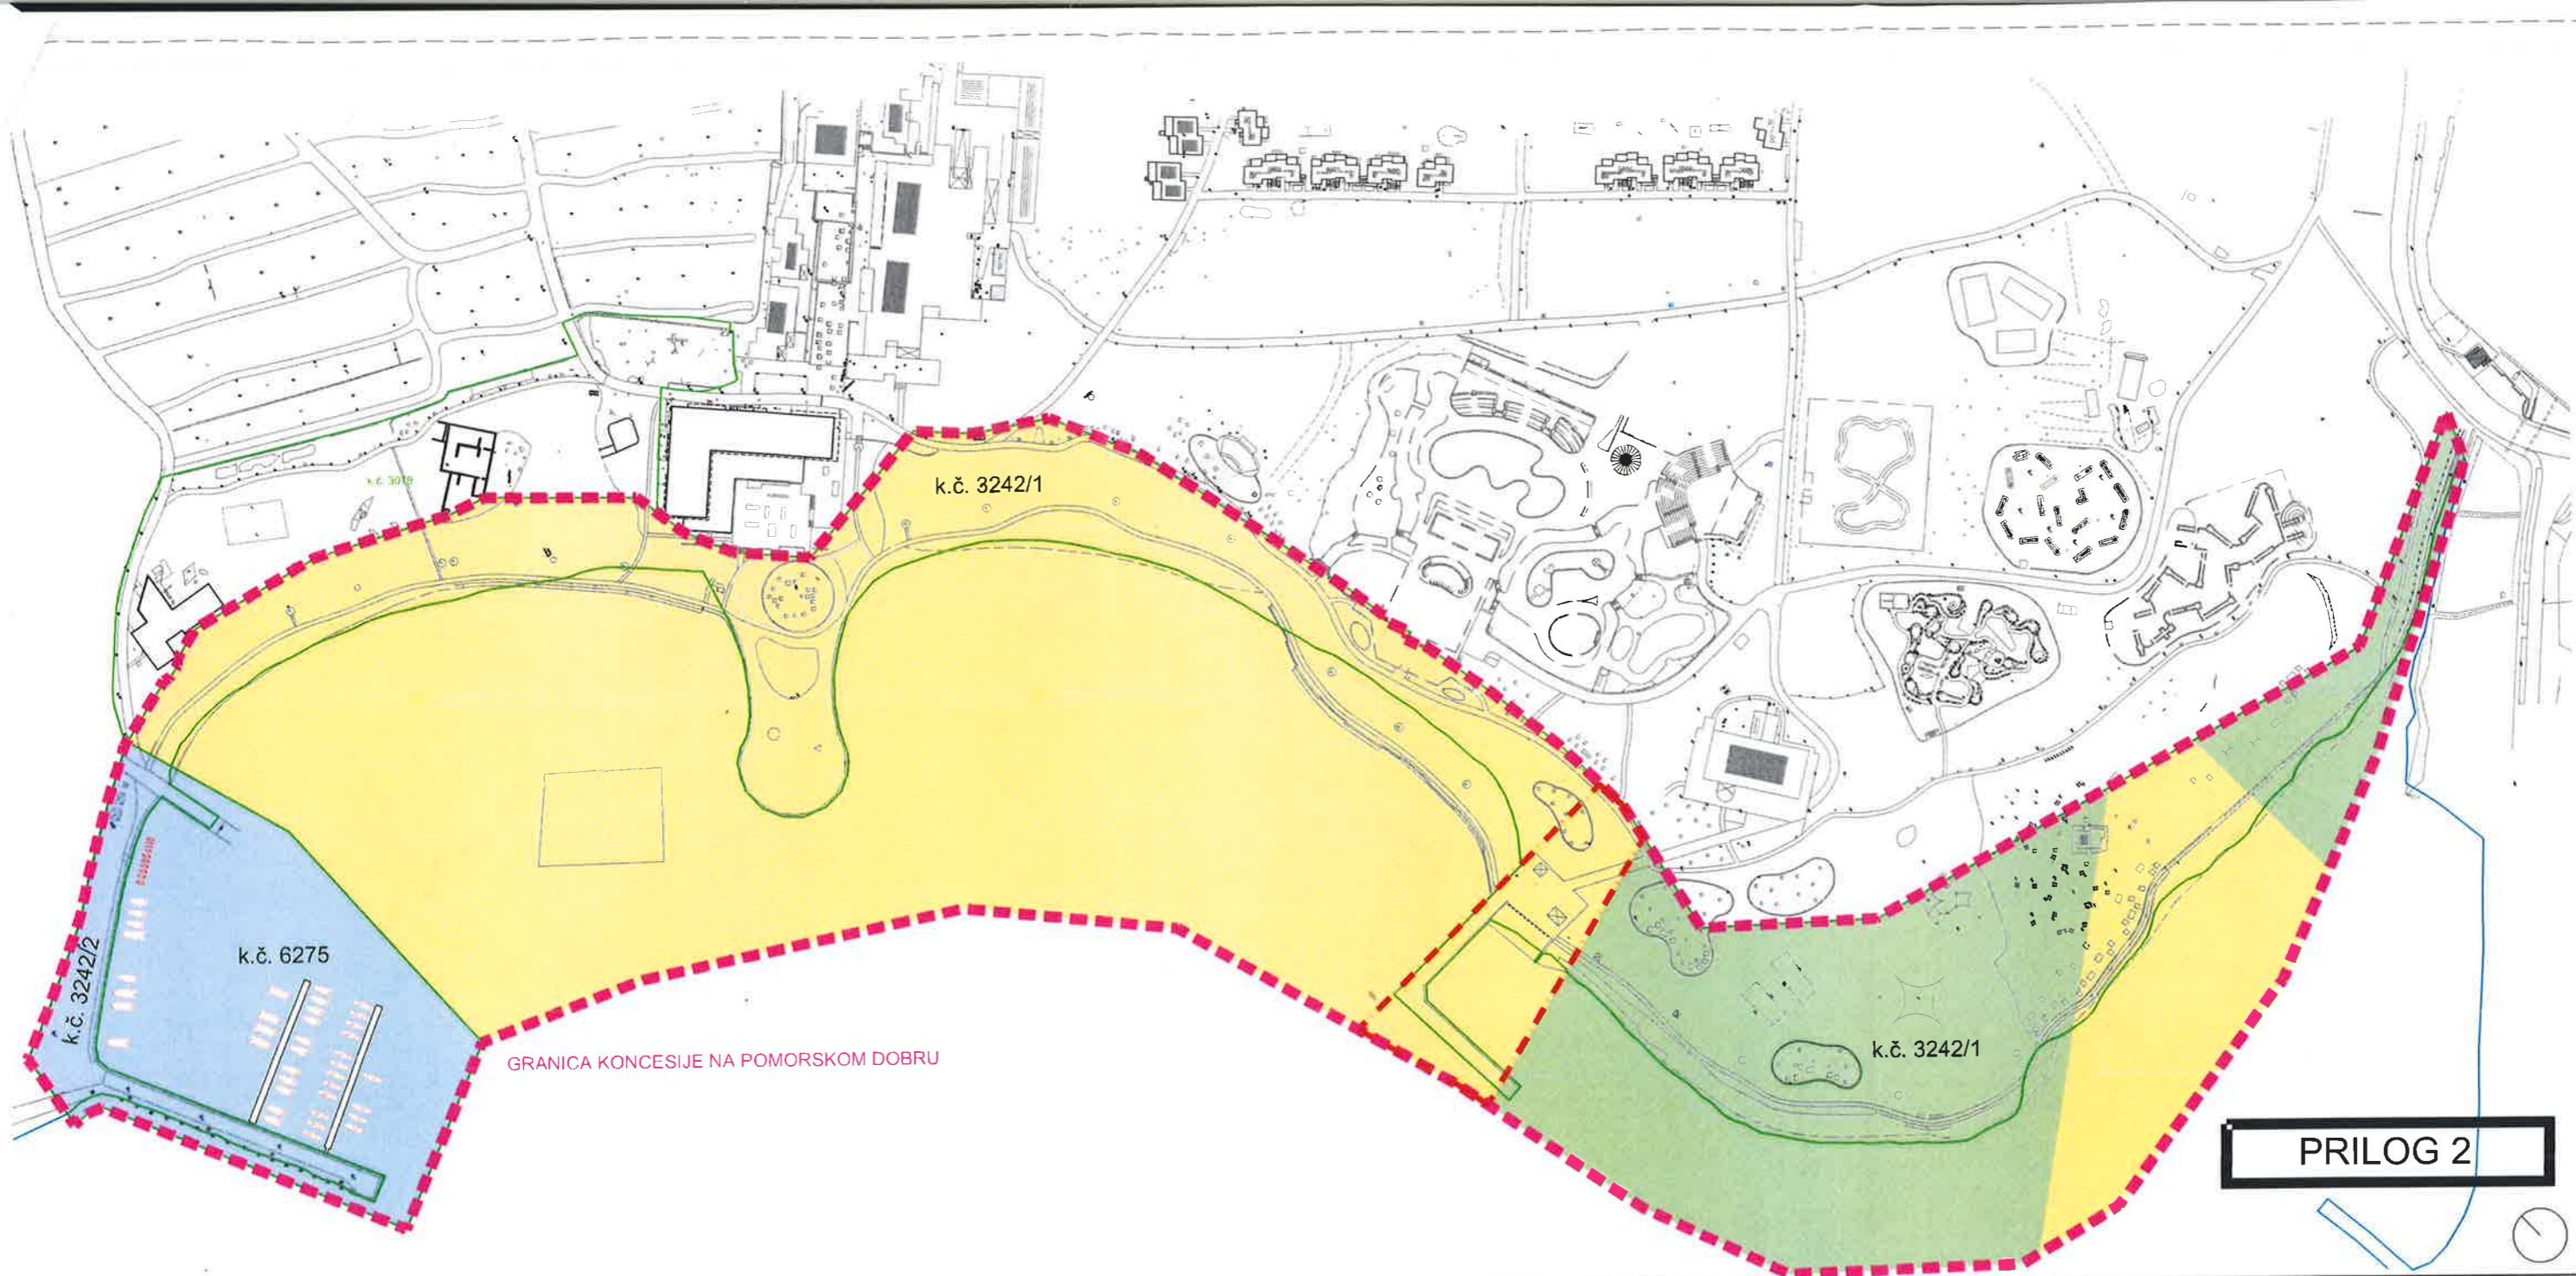 k.č. 3242/1
k.č. 3079
k.č. 6275
k.č. 3242/2
GRANICA KONCESIJE NA POMORSKOM DOBRU
k.č. 3242/1
PRILOG 2